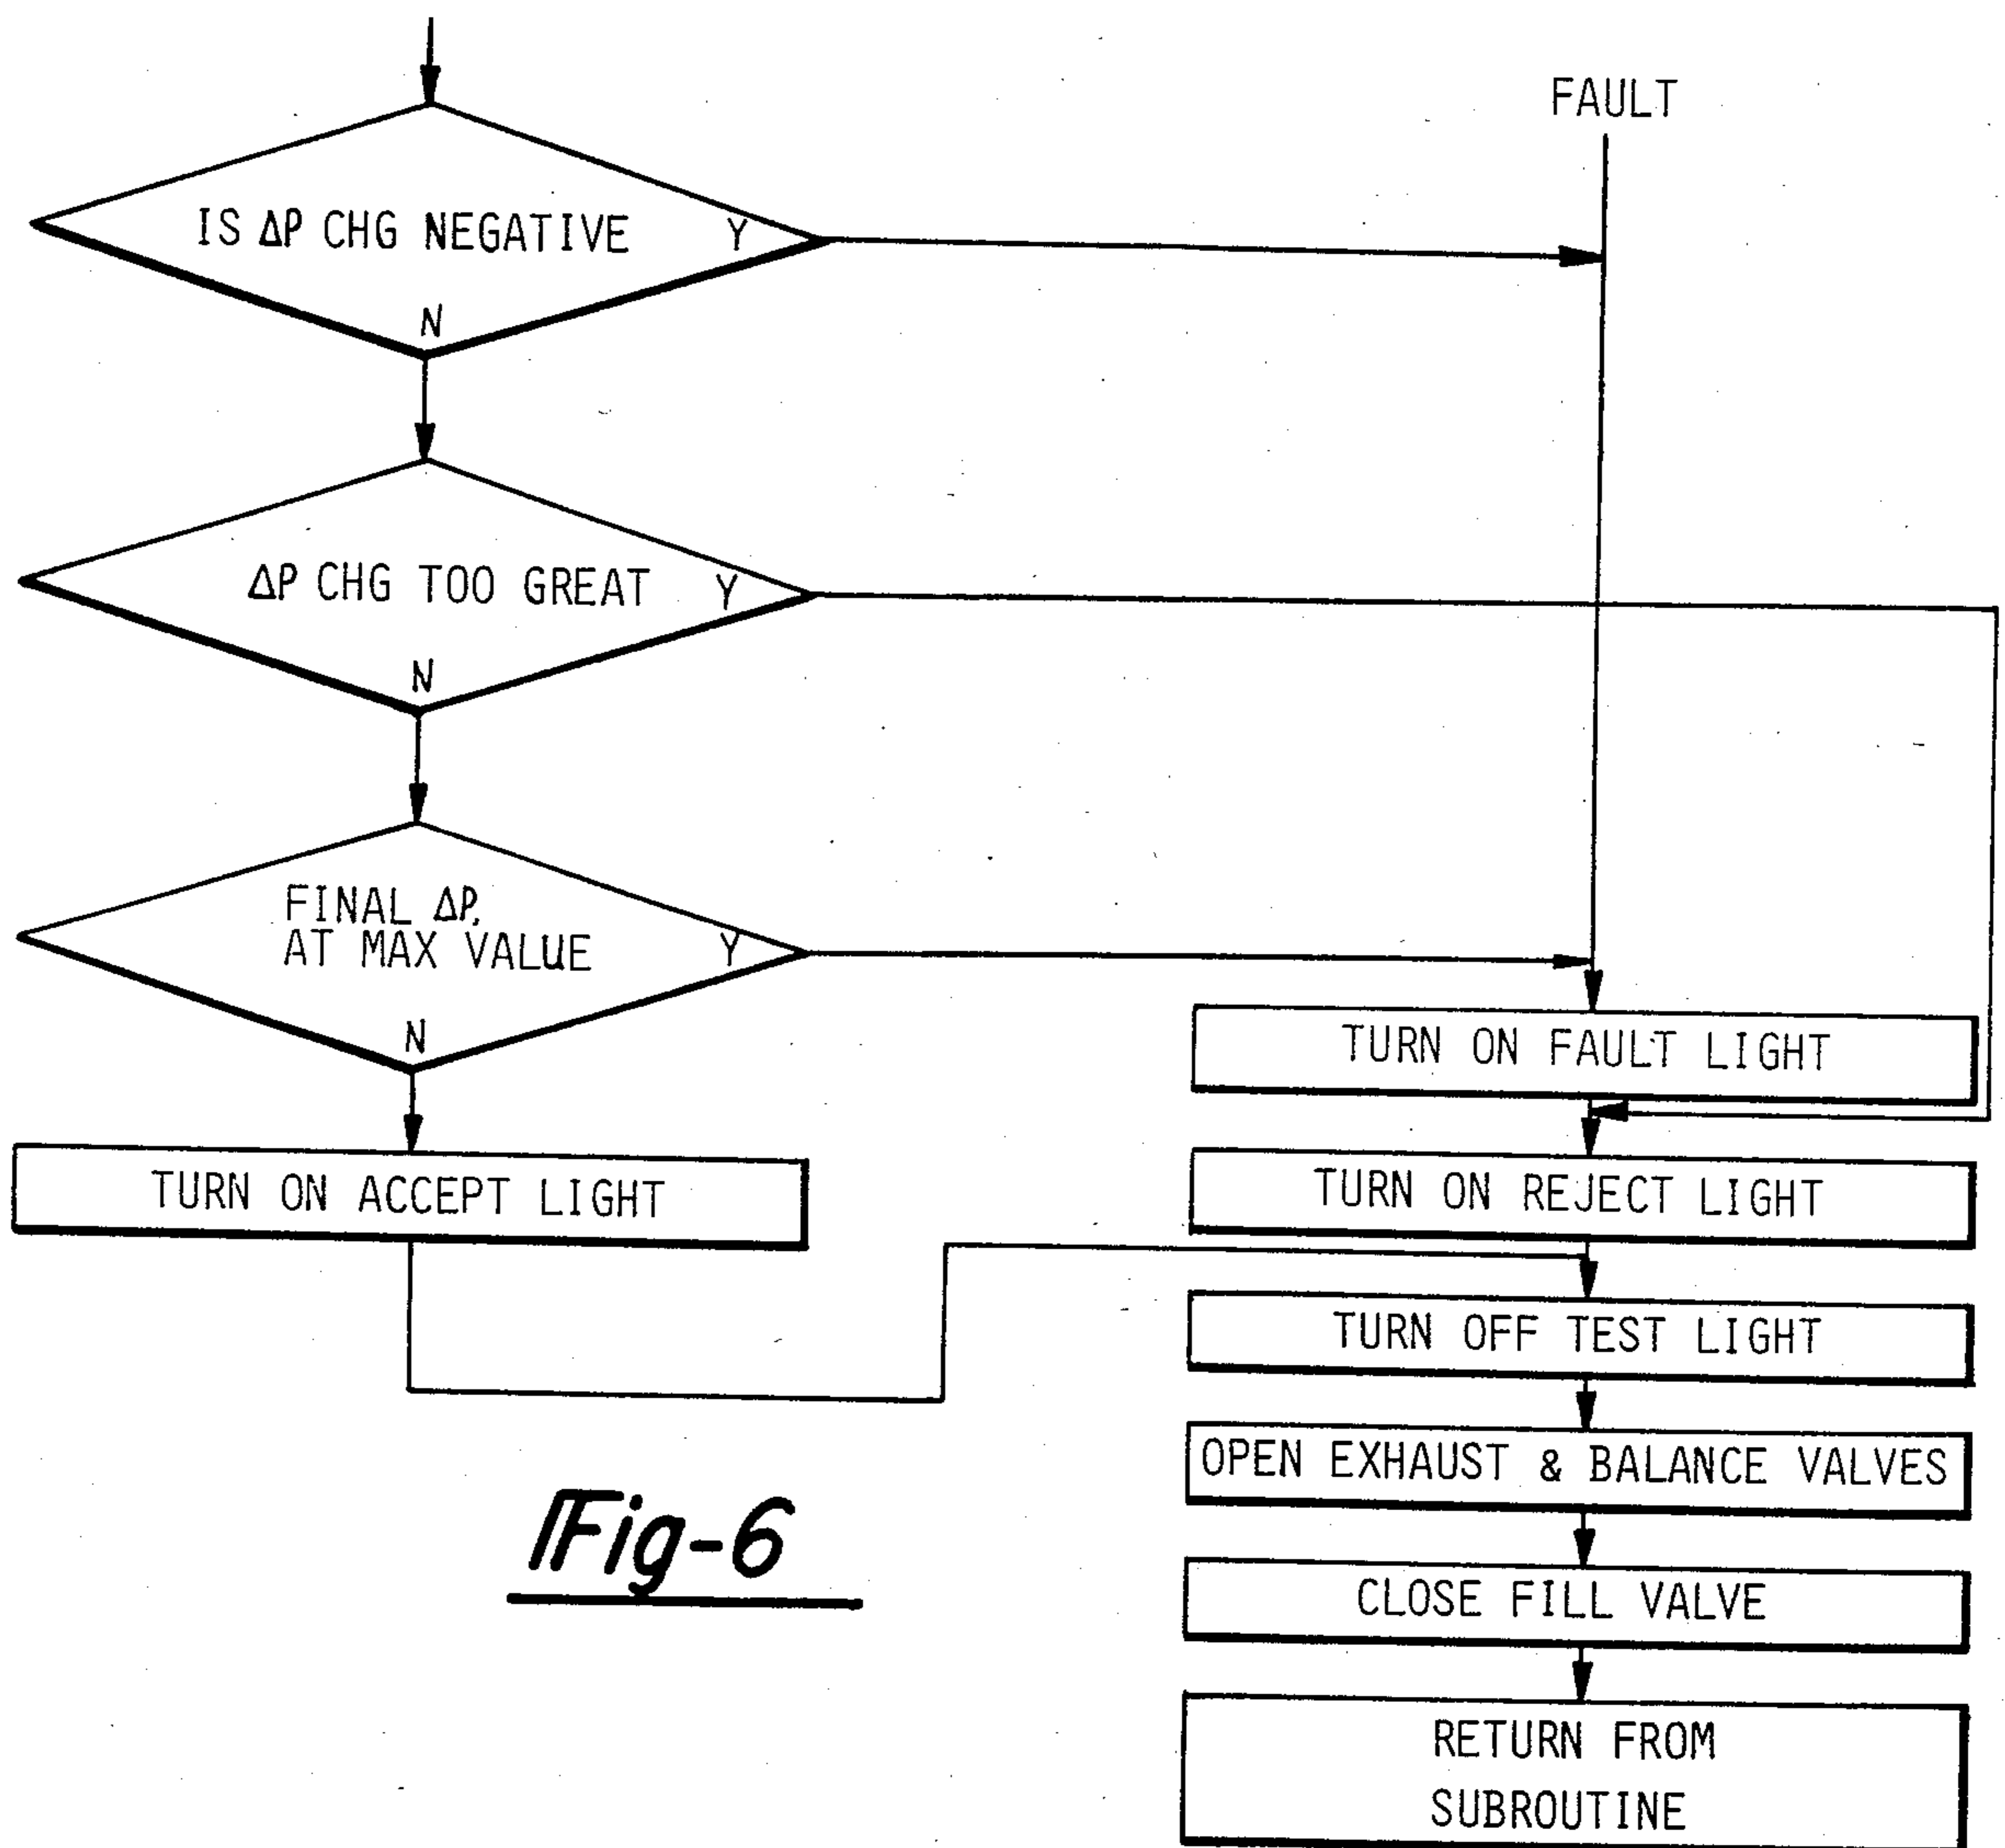 FAULT
IS ΔP CHG NEGATIVE Y
N
ΔP CHG TOO GREAT Y
N
FINAL ΔP,
AT MAX VALUE Y
N
TURN ON ACCEPT LIGHT
TURN ON FAULT LIGHT
TURN ON REJECT LIGHT
TURN OFF TEST LIGHT
OPEN EXHAUST & BALANCE VALVES
CLOSE FILL VALVE
RETURN FROM
SUBROUTINE
Fig-6